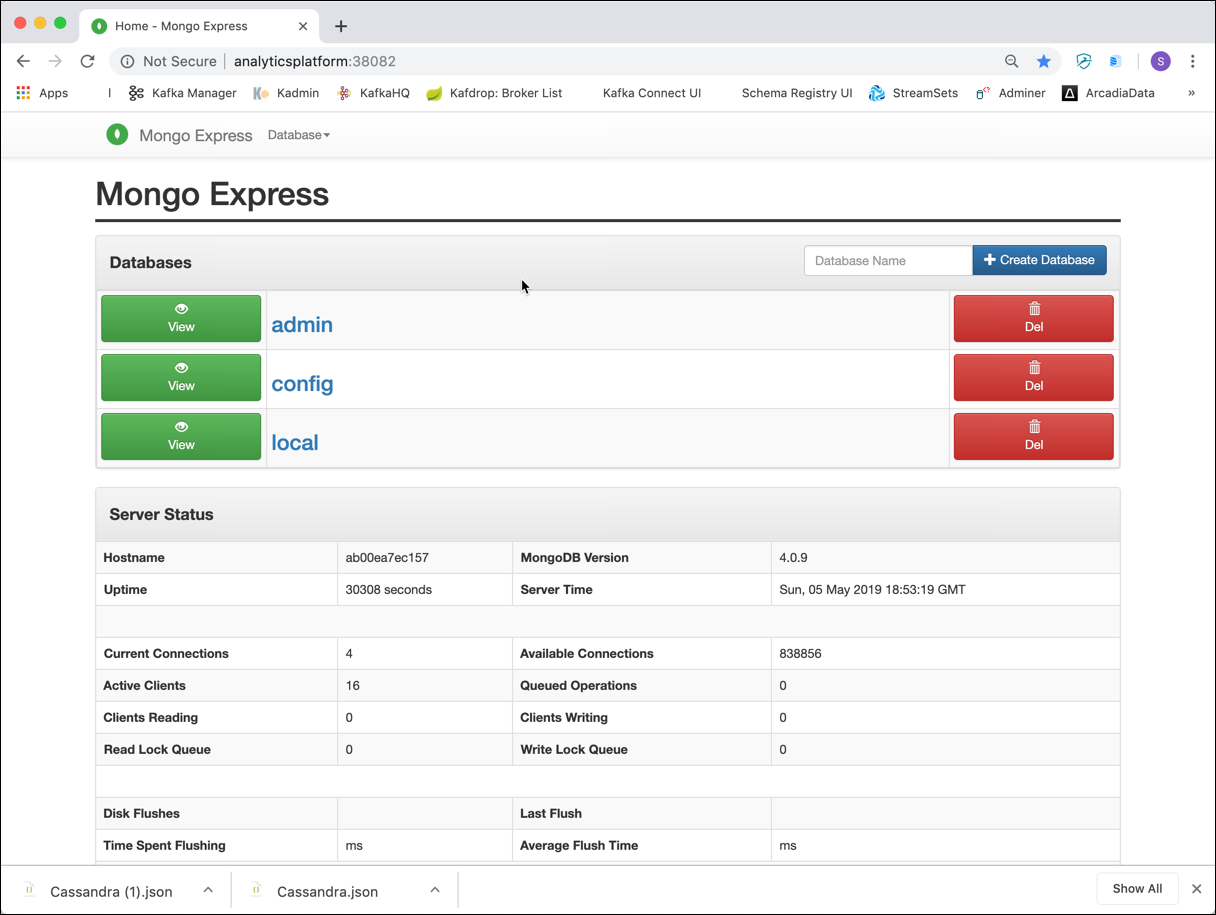 Home - Mongo Express
Not Secure | analyticsplatform:38082
S
Apps Kafka Manager Kadmin KafkaHQ Kafdrop: Broker List Kafka Connect UI Schema Registry UI StreamSets Adminer ArcadiaData »
Mongo Express Database
Mongo Express
Databases Database Name Create Database
View admin Del
View config Del
View local Del
Server Status
Hostname ab00ea7ec157 MongoDB Version 4.0.9
Uptime 30308 seconds Server Time Sun, 05 May 2019 18:53:19 GMT
Current Connections 4 Available Connections 838856
Active Clients 16 Queued Operations 0
Clients Reading 0 Clients Writing 0
Read Lock Queue 0 Write Lock Queue 0
Disk Flushes Last Flush
Time Spent Flushing ms Average Flush Time ms
Cassandra (1).json Cassandra.json Show All